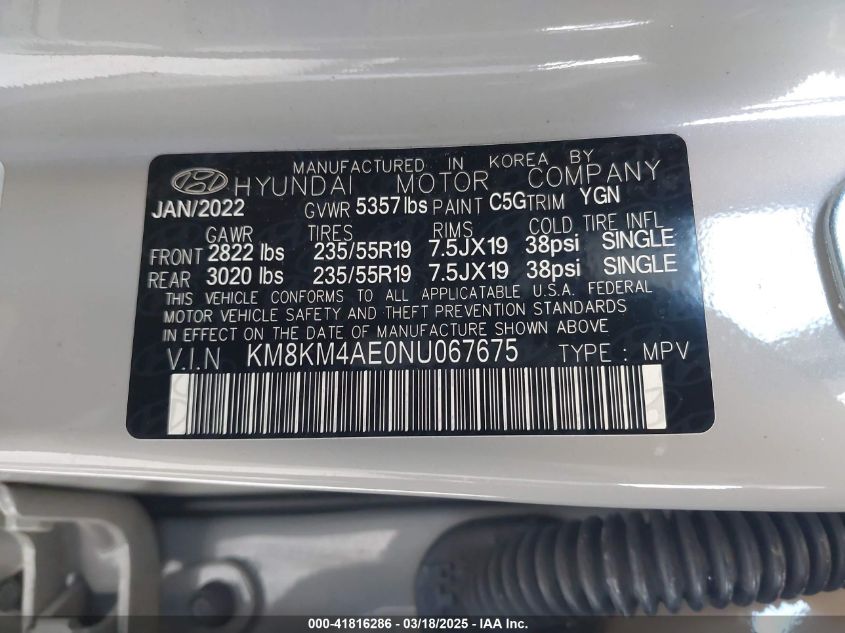 MANUFACTURED IN KOREA BY
HYUNDAI MOTOR COMPANY
JAN/2022 GVWR 5357lbs PAINT C5G TRIM YGN
GAWR TIRES RIMS COLD TIRE INFL
FRONT 2822 lbs 235/55R19 7.5JX19 38psi SINGLE
REAR 3020 lbs 235/55R19 7.5JX19 38psi SINGLE
THIS VEHICLE CONFORMS TO ALL APPLICATABLE U.S.A. FEDERAL
MOTOR VEHICLE SAFETY AND THEFT PREVENTION STANDARDS
IN EFFECT ON THE DATE OF MANUFACTURE SHOWN ABOVE
V.I.N KM8KM4AE0NU067675 TYPE : MPV
000-41816286 - 03/18/2025 - IAA Inc.